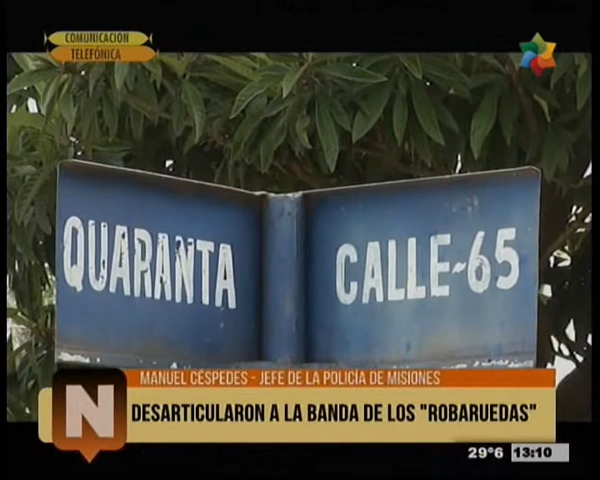 COMUNICACIÓN
TELEFÓNICA
QUARANTA
CALLE-65
MANUEL CÉSPEDES - JEFE DE LA POLICÍA DE MISIONES
N
DESARTICULARON A LA BANDA DE LOS "ROBARUEDAS"
29°6 13:10